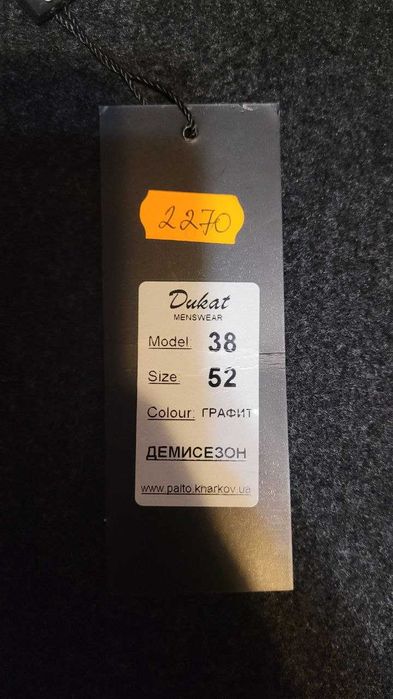 2270
Dukat
MENSWEAR
Model: 38
Size: 52
Colour: ГРАФИТ
ДЕМИСЕЗОН
www.palto.kharkov.ua